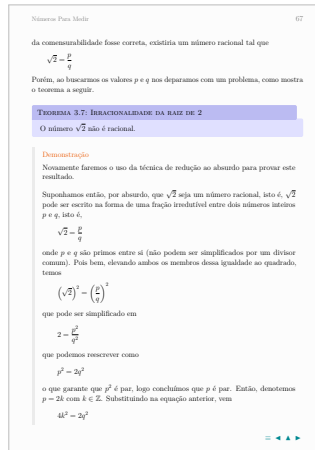 Números Para Medir 67
da comensurabilidade fosse correta, existiria um número racional tal que
√2 = p/q
Porém, ao buscarmos os valores p e q nos deparamos com um problema, como mostra
o teorema a seguir.
Teorema 3.7: Irracionalidade da raiz de 2
O número √2 não é racional.
Demonstração
Novamente faremos o uso da técnica de redução ao absurdo para provar este
resultado.
Suponhamos então, por absurdo, que √2 seja um número racional, isto é, √2
pode ser escrito na forma de uma fração irredutível entre dois números inteiros
p e q, isto é,
√2 = p/q
onde p e q são primos entre si (não podem ser simplificados por um divisor
comum). Pois bem, elevando ambos os membros dessa igualdade ao quadrado,
temos
(√2)² = (p/q)²
que pode ser simplificado em
2 = p²/q²
que podemos reescrever como
p² = 2q²
o que garante que p² é par, logo concluímos que p é par. Então, denotemos
p = 2k com k ∈ ℤ. Substituindo na equação anterior, vem
4k² = 2q²